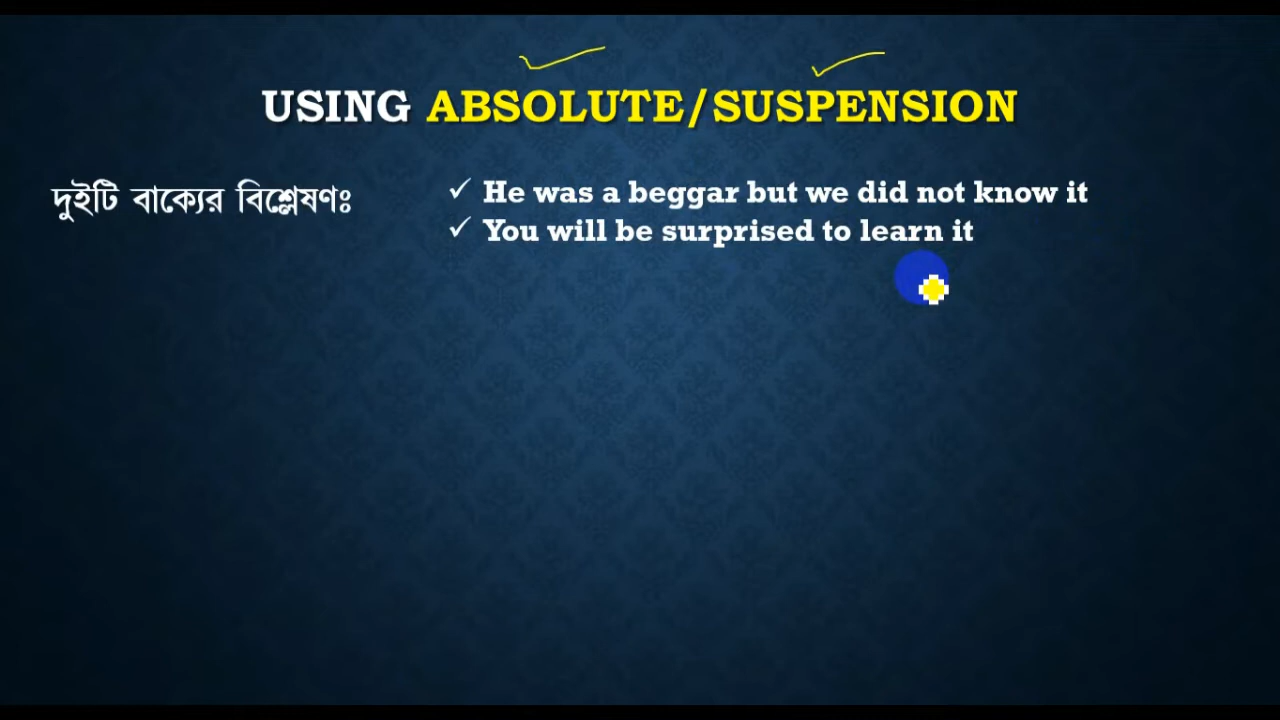 USING ABSOLUTE/SUSPENSION
দুইটি বাক্যের বিশ্লেষণঃ
✓ He was a beggar but we did not know it
✓ You will be surprised to learn it